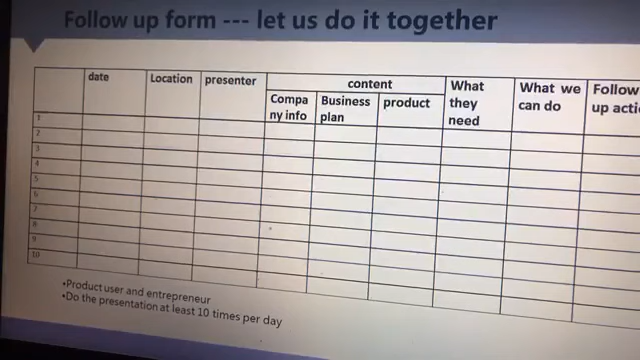 Follow up form --- let us do it together
date Location presenter content What they need What we can do Follow up
Compa ny info Business plan product
1
2
3
4
5
6
7
8
9
10
•Product user and entrepreneur
•Do the presentation at least 10 times per day